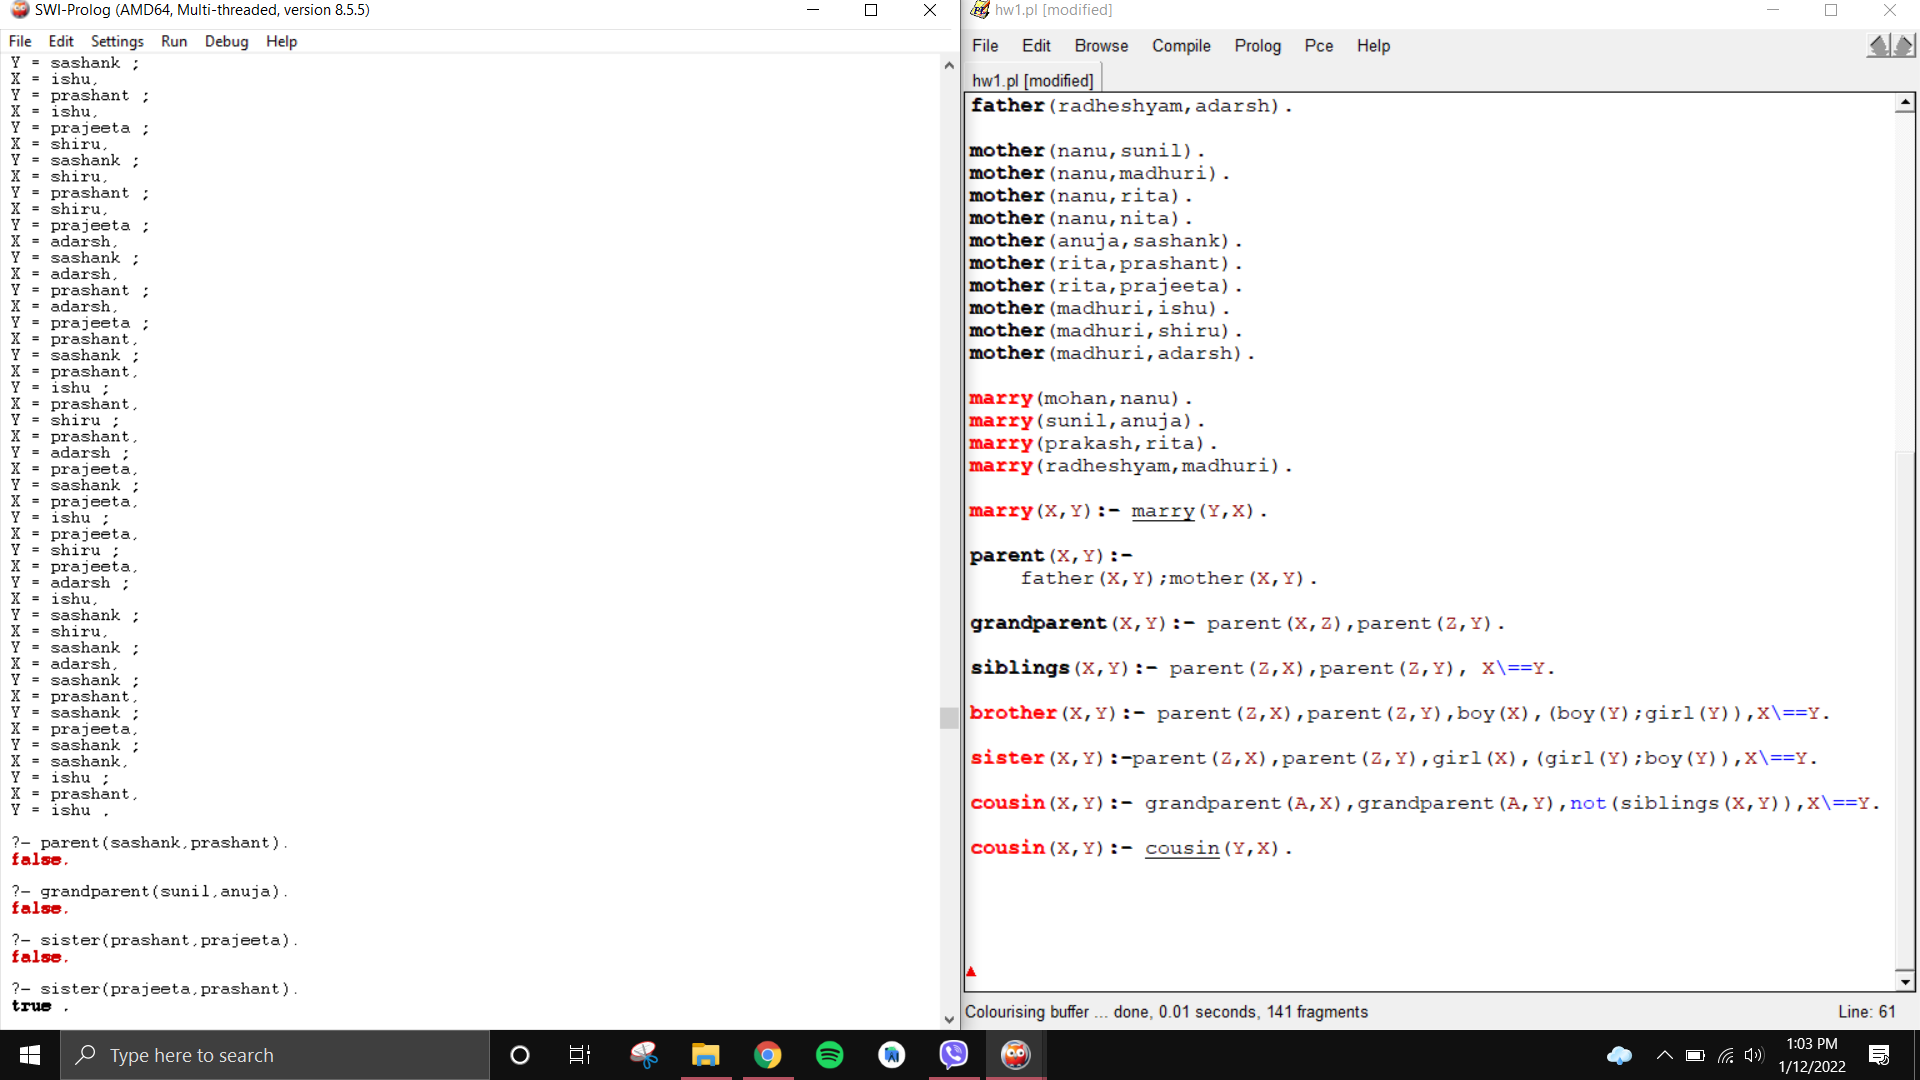 SWI-Prolog (AMD64, Multi-threaded, version 8.5.5)
File Edit Settings Run Debug Help
Y = sashank ;
X = ishu,
Y = prashant ;
X = ishu,
Y = prajeeta ;
X = shiru,
Y = sashank ;
X = shiru,
Y = prashant ;
X = shiru,
Y = prajeeta ;
X = adarsh,
Y = sashank ;
X = adarsh,
Y = prashant ;
X = adarsh,
Y = prajeeta ;
X = prashant,
Y = sashank ;
X = prashant,
Y = ishu ;
X = prashant,
Y = shiru ;
X = prashant,
Y = adarsh ;
X = prajeeta,
Y = sashank ;
X = prajeeta,
Y = ishu ;
X = prajeeta,
Y = shiru ;
X = prajeeta,
Y = adarsh ;
X = ishu,
Y = sashank ;
X = shiru,
Y = sashank ;
X = adarsh,
Y = sashank ;
X = prashant,
Y = sashank ;
X = prajeeta,
Y = sashank ;
X = sashank,
Y = ishu ;
X = prashant,
Y = ishu .
?- parent(sashank,prashant).
false.
?- grandparent(sunil,anuja).
false.
?- sister(prashant,prajeeta).
false.
?- sister(prajeeta,prashant).
true .
hw1.pl [modified]
File Edit Browse Compile Prolog Pce Help
hw1.pl [modified]
father(radheshyam,adarsh).
mother(nanu,sunil).
mother(nanu,madhuri).
mother(nanu,rita).
mother(nanu,nita).
mother(anuja,sashank).
mother(rita,prashant).
mother(rita,prajeeta).
mother(madhuri,ishu).
mother(madhuri,shiru).
mother(madhuri,adarsh).
marry(mohan,nanu).
marry(sunil,anuja).
marry(prakash,rita).
marry(radheshyam,madhuri).
marry(X,Y):- marry(Y,X).
parent(X,Y):-
father(X,Y);mother(X,Y).
grandparent(X,Y):- parent(X,Z),parent(Z,Y).
siblings(X,Y):- parent(Z,X),parent(Z,Y), X\==Y.
brother(X,Y):- parent(Z,X),parent(Z,Y),boy(X),(boy(Y);girl(Y)),X\==Y.
sister(X,Y):-parent(Z,X),parent(Z,Y),girl(X),(girl(Y);boy(Y)),X\==Y.
cousin(X,Y):- grandparent(A,X),grandparent(A,Y),not(siblings(X,Y)),X\==Y.
cousin(X,Y):- cousin(Y,X).
Colourising buffer ... done, 0.01 seconds, 141 fragments
Line: 61
Type here to search
1:03 PM
1/12/2022